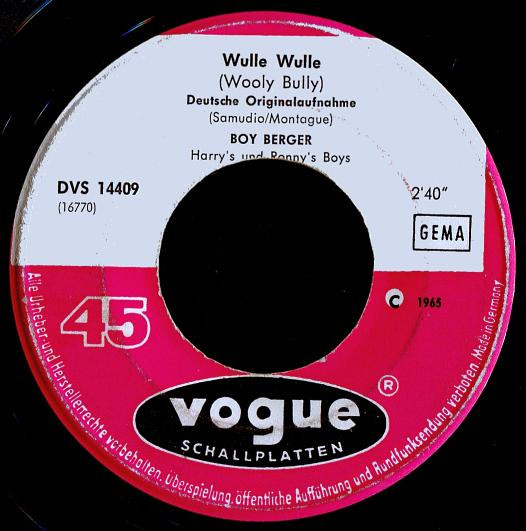 Wulle Wulle
(Wooly Bully)
Deutsche Originalaufnahme
(Samudio/Montague)
BOY BERGER
Harry's und Ronny's Boys
DVS 14409
(16770)
2'40"
GEMA
45
C 1965
vogue ®
SCHALLPLATTEN
Alle Urheber- und Herstellerrechte vorbehalten. Überspielung, öffentliche Aufführung und Rundfunksendung verboten. Made in Germany